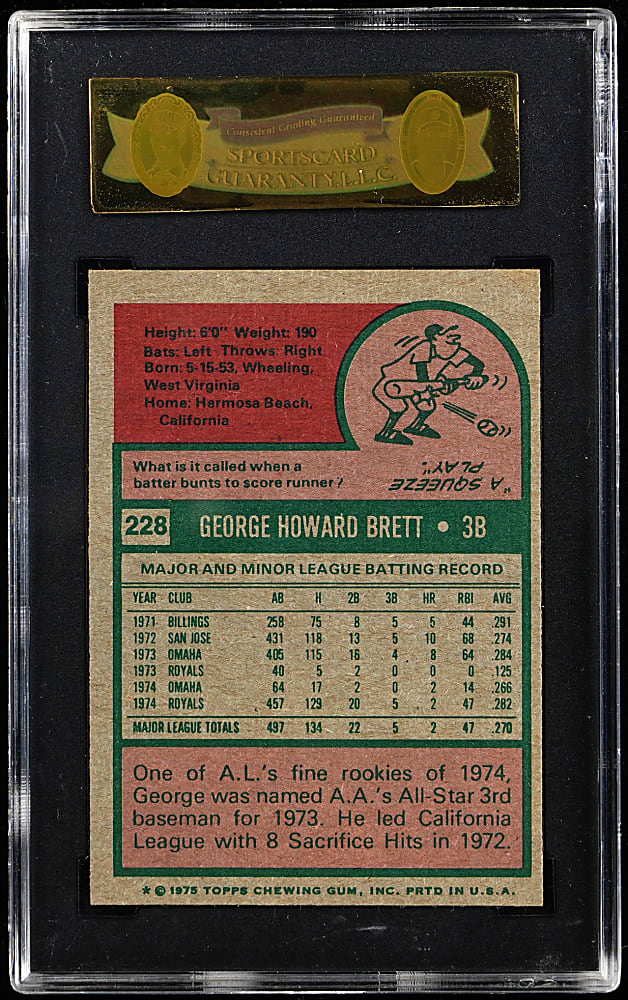 Consistent Grading Guaranteed
SPORTSCARD
GUARANTY, L.L.C.
Height: 6'0" Weight: 190
Bats: Left Throws: Right
Born: 5-15-53, Wheeling,
West Virginia
Home: Hermosa Beach,
California
What is it called when a
batter bunts to score runner?
"A SQUEEZE
PLAY".
228 GEORGE HOWARD BRETT • 3B
MAJOR AND MINOR LEAGUE BATTING RECORD
YEAR CLUB AB H 2B 3B HR RBI AVG
1971 BILLINGS 258 75 8 5 5 44 .291
1972 SAN JOSE 431 118 13 5 10 68 .274
1973 OMAHA 405 115 16 4 8 64 .284
1973 ROYALS 40 5 2 0 0 0 .125
1974 OMAHA 64 17 2 0 2 14 .266
1974 ROYALS 457 129 20 5 2 47 .282
MAJOR LEAGUE TOTALS 497 134 22 5 2 47 .270
One of A.L.'s fine rookies of 1974,
George was named A.A.'s All-Star 3rd
baseman for 1973. He led California
League with 8 Sacrifice Hits in 1972.
* © 1975 TOPPS CHEWING GUM, INC. PRTD IN U.S.A.